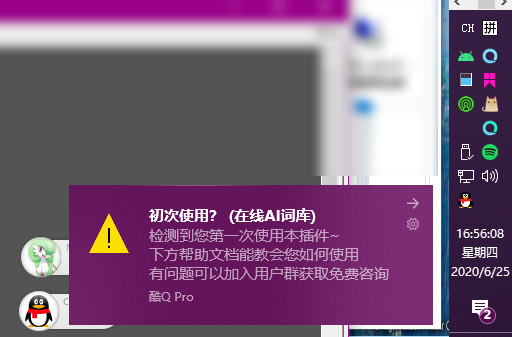 CH 拼
初次使用？ (在线AI词库)
检测到您第一次使用本插件~
下方帮助文档能教会您如何使用
有问题可以加入用户群获取免费咨询
酷Q Pro
16:56:08
星期四
2020/6/25
2